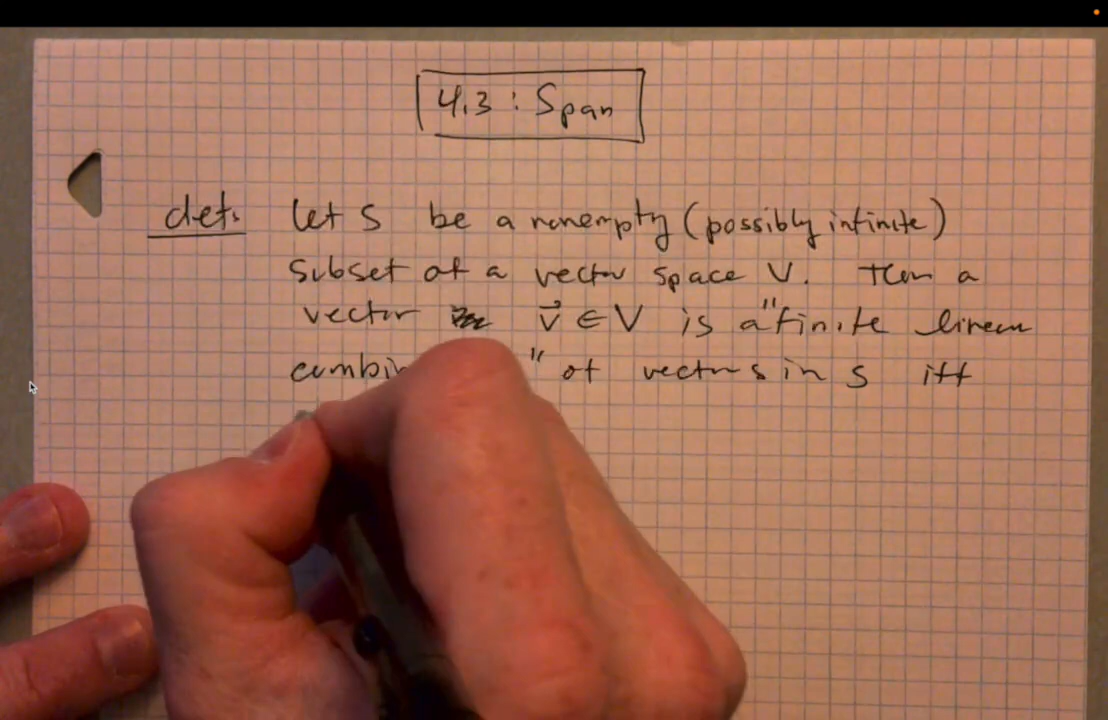 4.3 : Span
def. Let S be a nonempty (possibly infinite)
subset of a vector space V. Then a
vector v⃗ ∈ V is a "finite linear
combin " of vectors in S iff